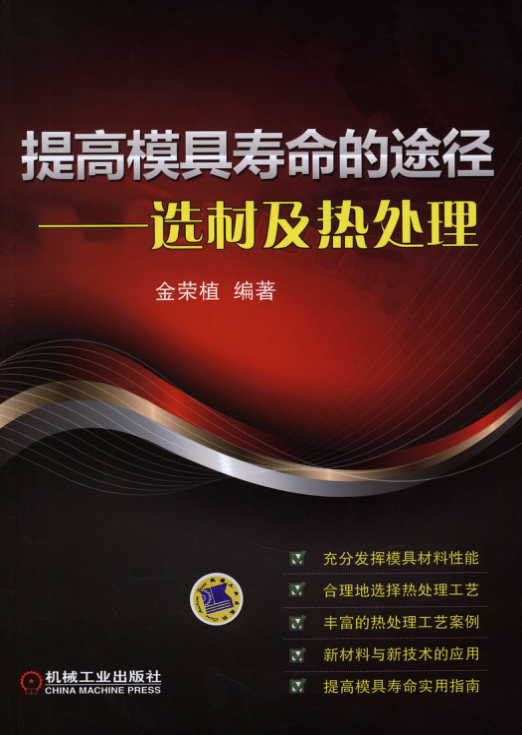 提高模具寿命的途径
——选材及热处理
金荣植 编著
充分发挥模具材料性能
合理地选择热处理工艺
丰富的热处理工艺案例
新材料与新技术的应用
提高模具寿命实用指南
机械工业出版社
CHINA MACHINE PRESS